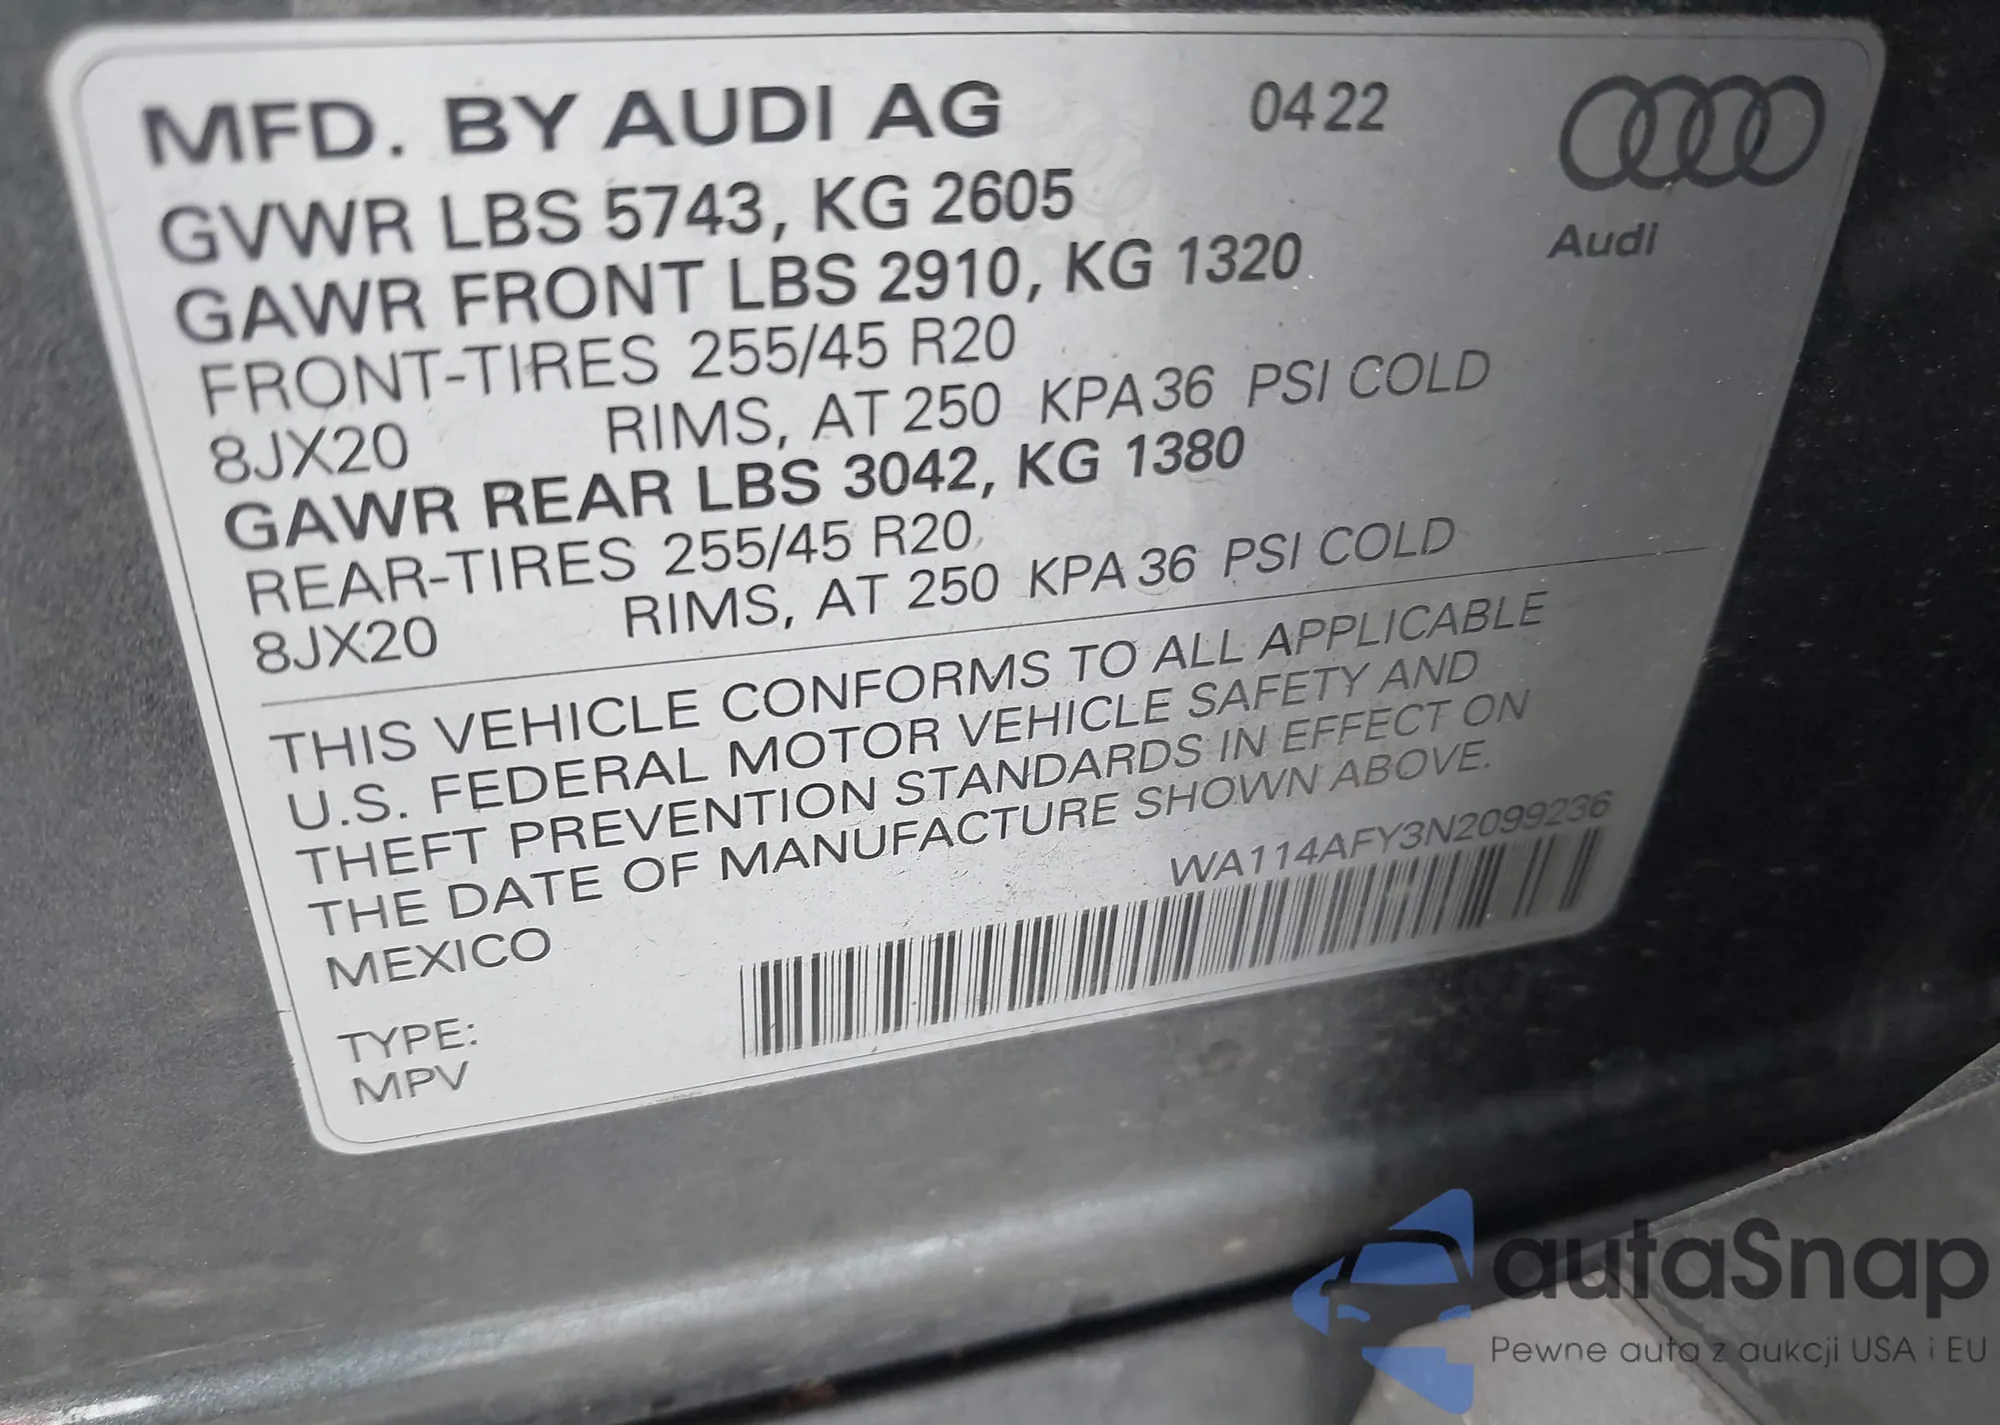 MFD. BY AUDI AG 0422
Audi
GVWR LBS 5743, KG 2605
GAWR FRONT LBS 2910, KG 1320
FRONT-TIRES 255/45 R20
8JX20 RIMS, AT 250 KPA 36 PSI COLD
GAWR REAR LBS 3042, KG 1380
REAR-TIRES 255/45 R20,
8JX20 RIMS, AT 250 KPA 36 PSI COLD
THIS VEHICLE CONFORMS TO ALL APPLICABLE
U.S. FEDERAL MOTOR VEHICLE SAFETY AND
THEFT PREVENTION STANDARDS IN EFFECT ON
THE DATE OF MANUFACTURE SHOWN ABOVE.
MEXICO
WA114AFY3N2099236
TYPE:
MPV
autaSnap
Pewne auta z aukcji USA i EU